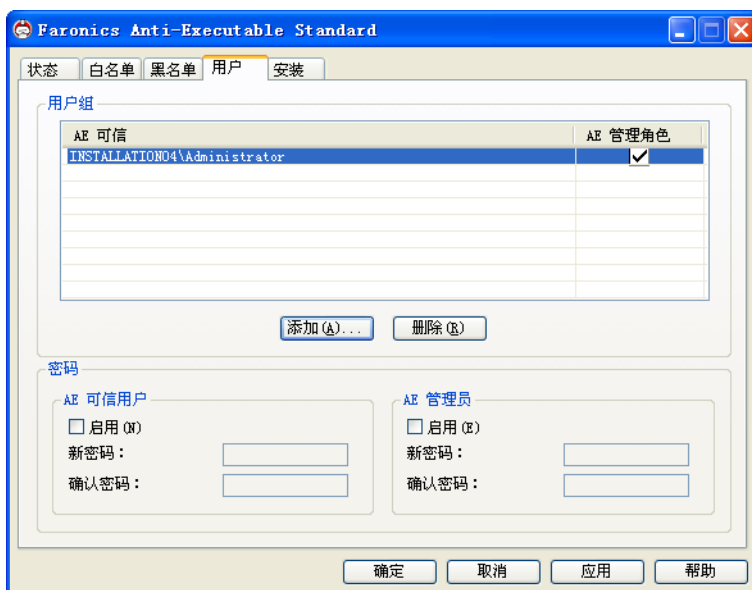 Faronics Anti-Executable Standard
状态 白名单 黑名单 用户 安装
用户组
AE 可信 AE 管理角色
INSTALLATION04\Administrator
添加(A)... 删除(R)
密码
AE 可信用户 AE 管理员
启用(N) 启用(E)
新密码： 新密码：
确认密码： 确认密码：
确定 取消 应用 帮助